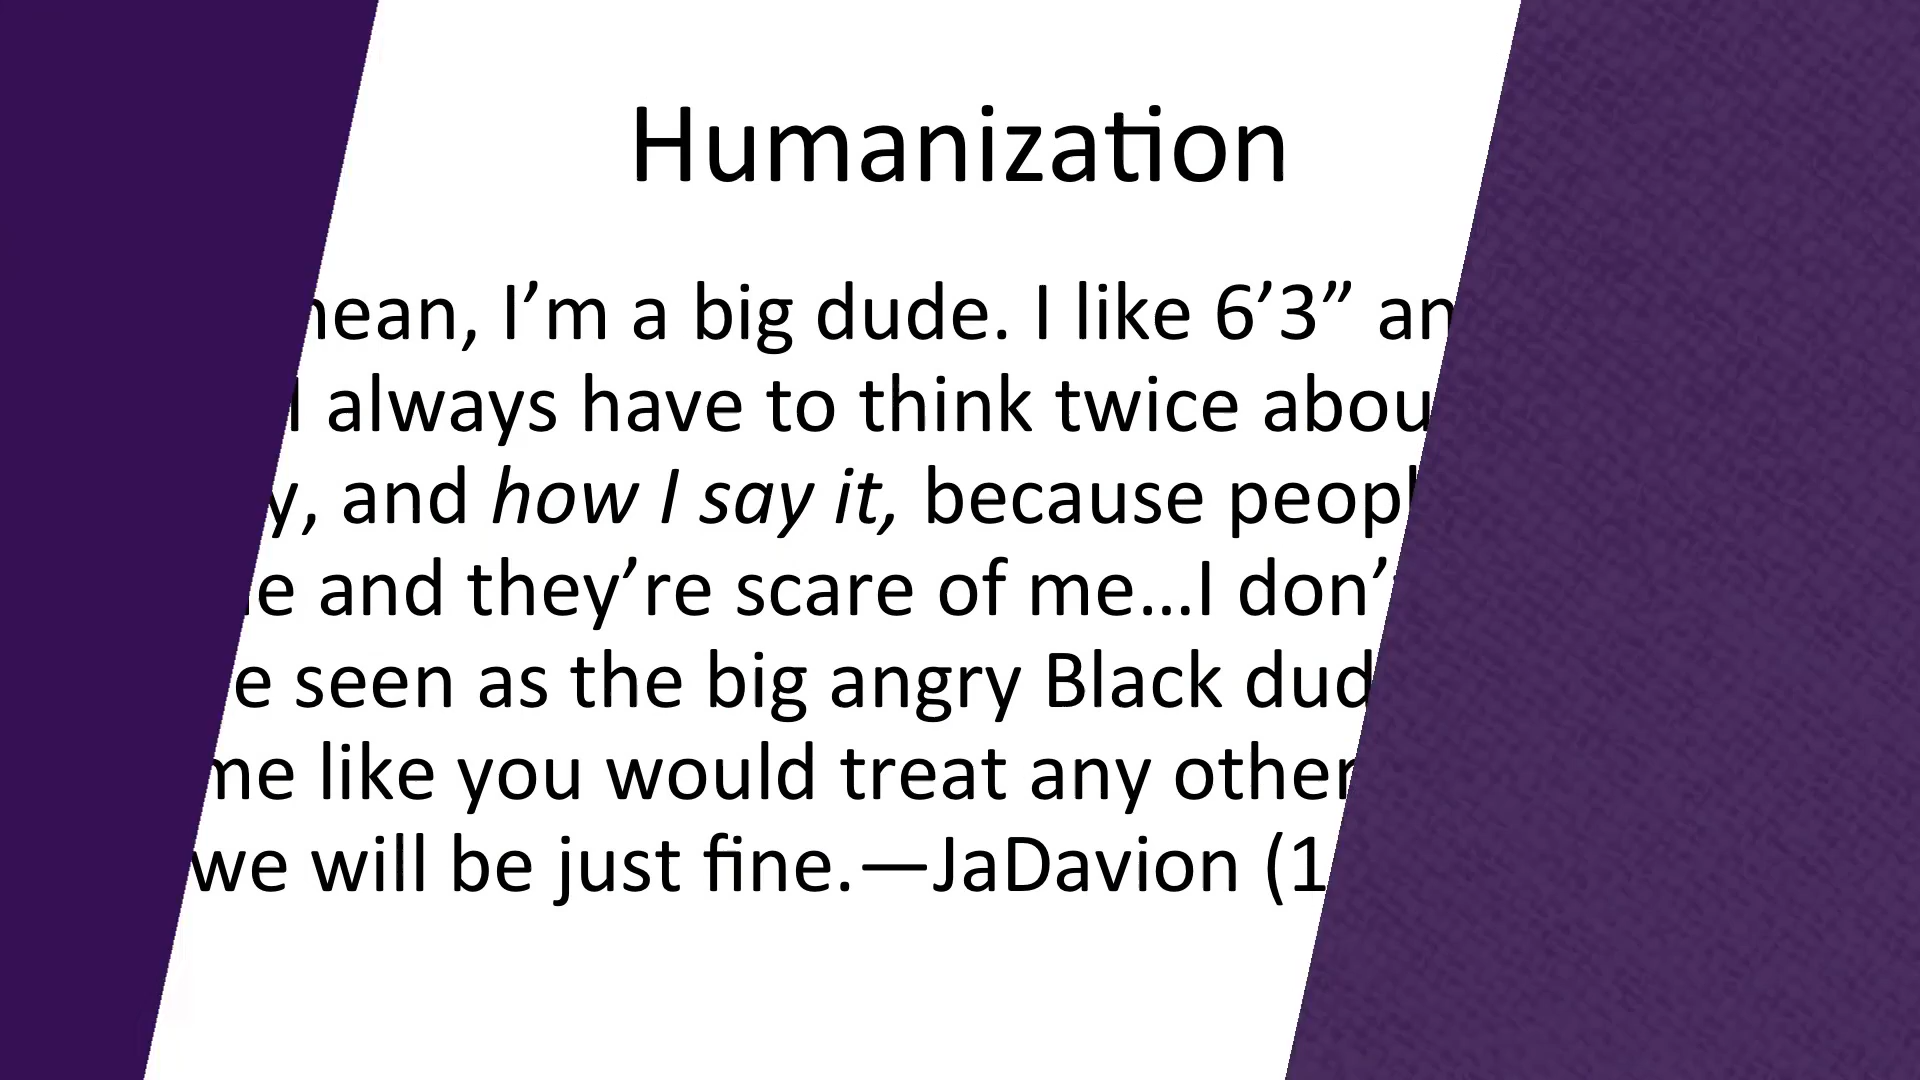 Humanization
mean, I’m a big dude. I like 6’3” an
I always have to think twice abou
y, and how I say it, because peopl
e and they’re scare of me...I don’
e seen as the big angry Black dud
me like you would treat any other
we will be just fine.—JaDavion (1